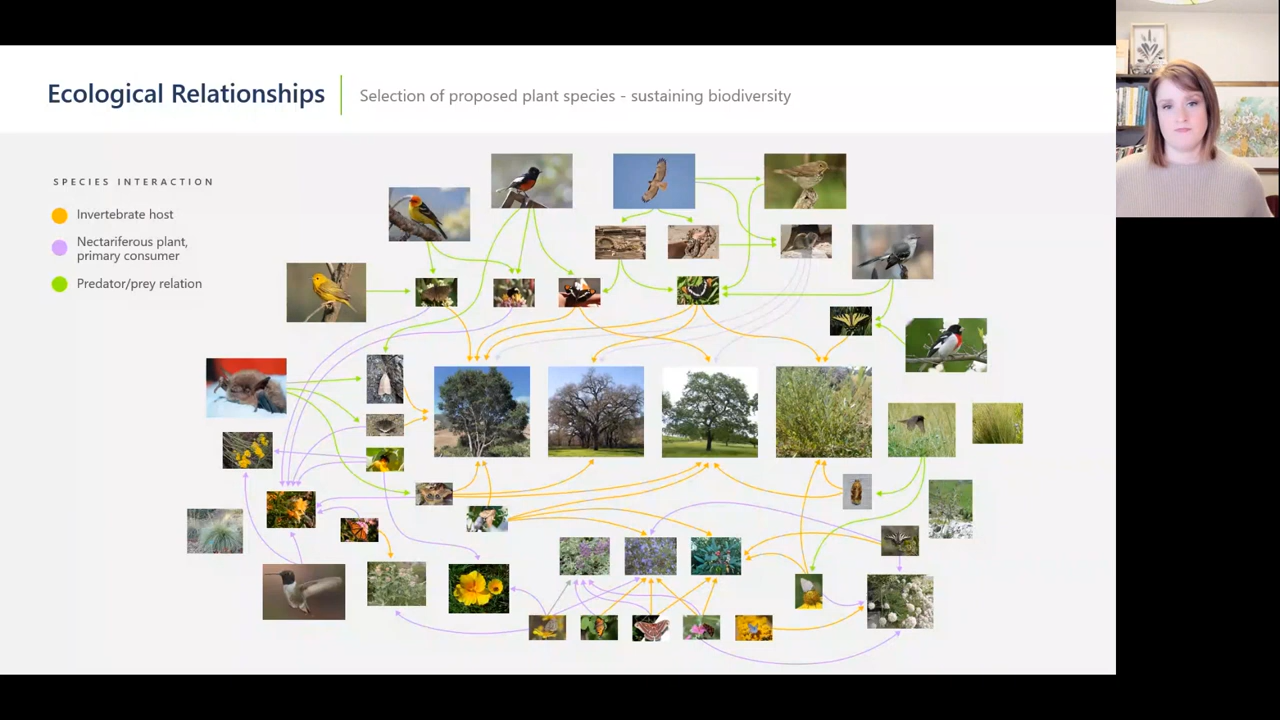 Ecological Relationships
Selection of proposed plant species - sustaining biodiversity
SPECIES INTERACTION
Invertebrate host
Nectariferous plant,
primary consumer
Predator/prey relation